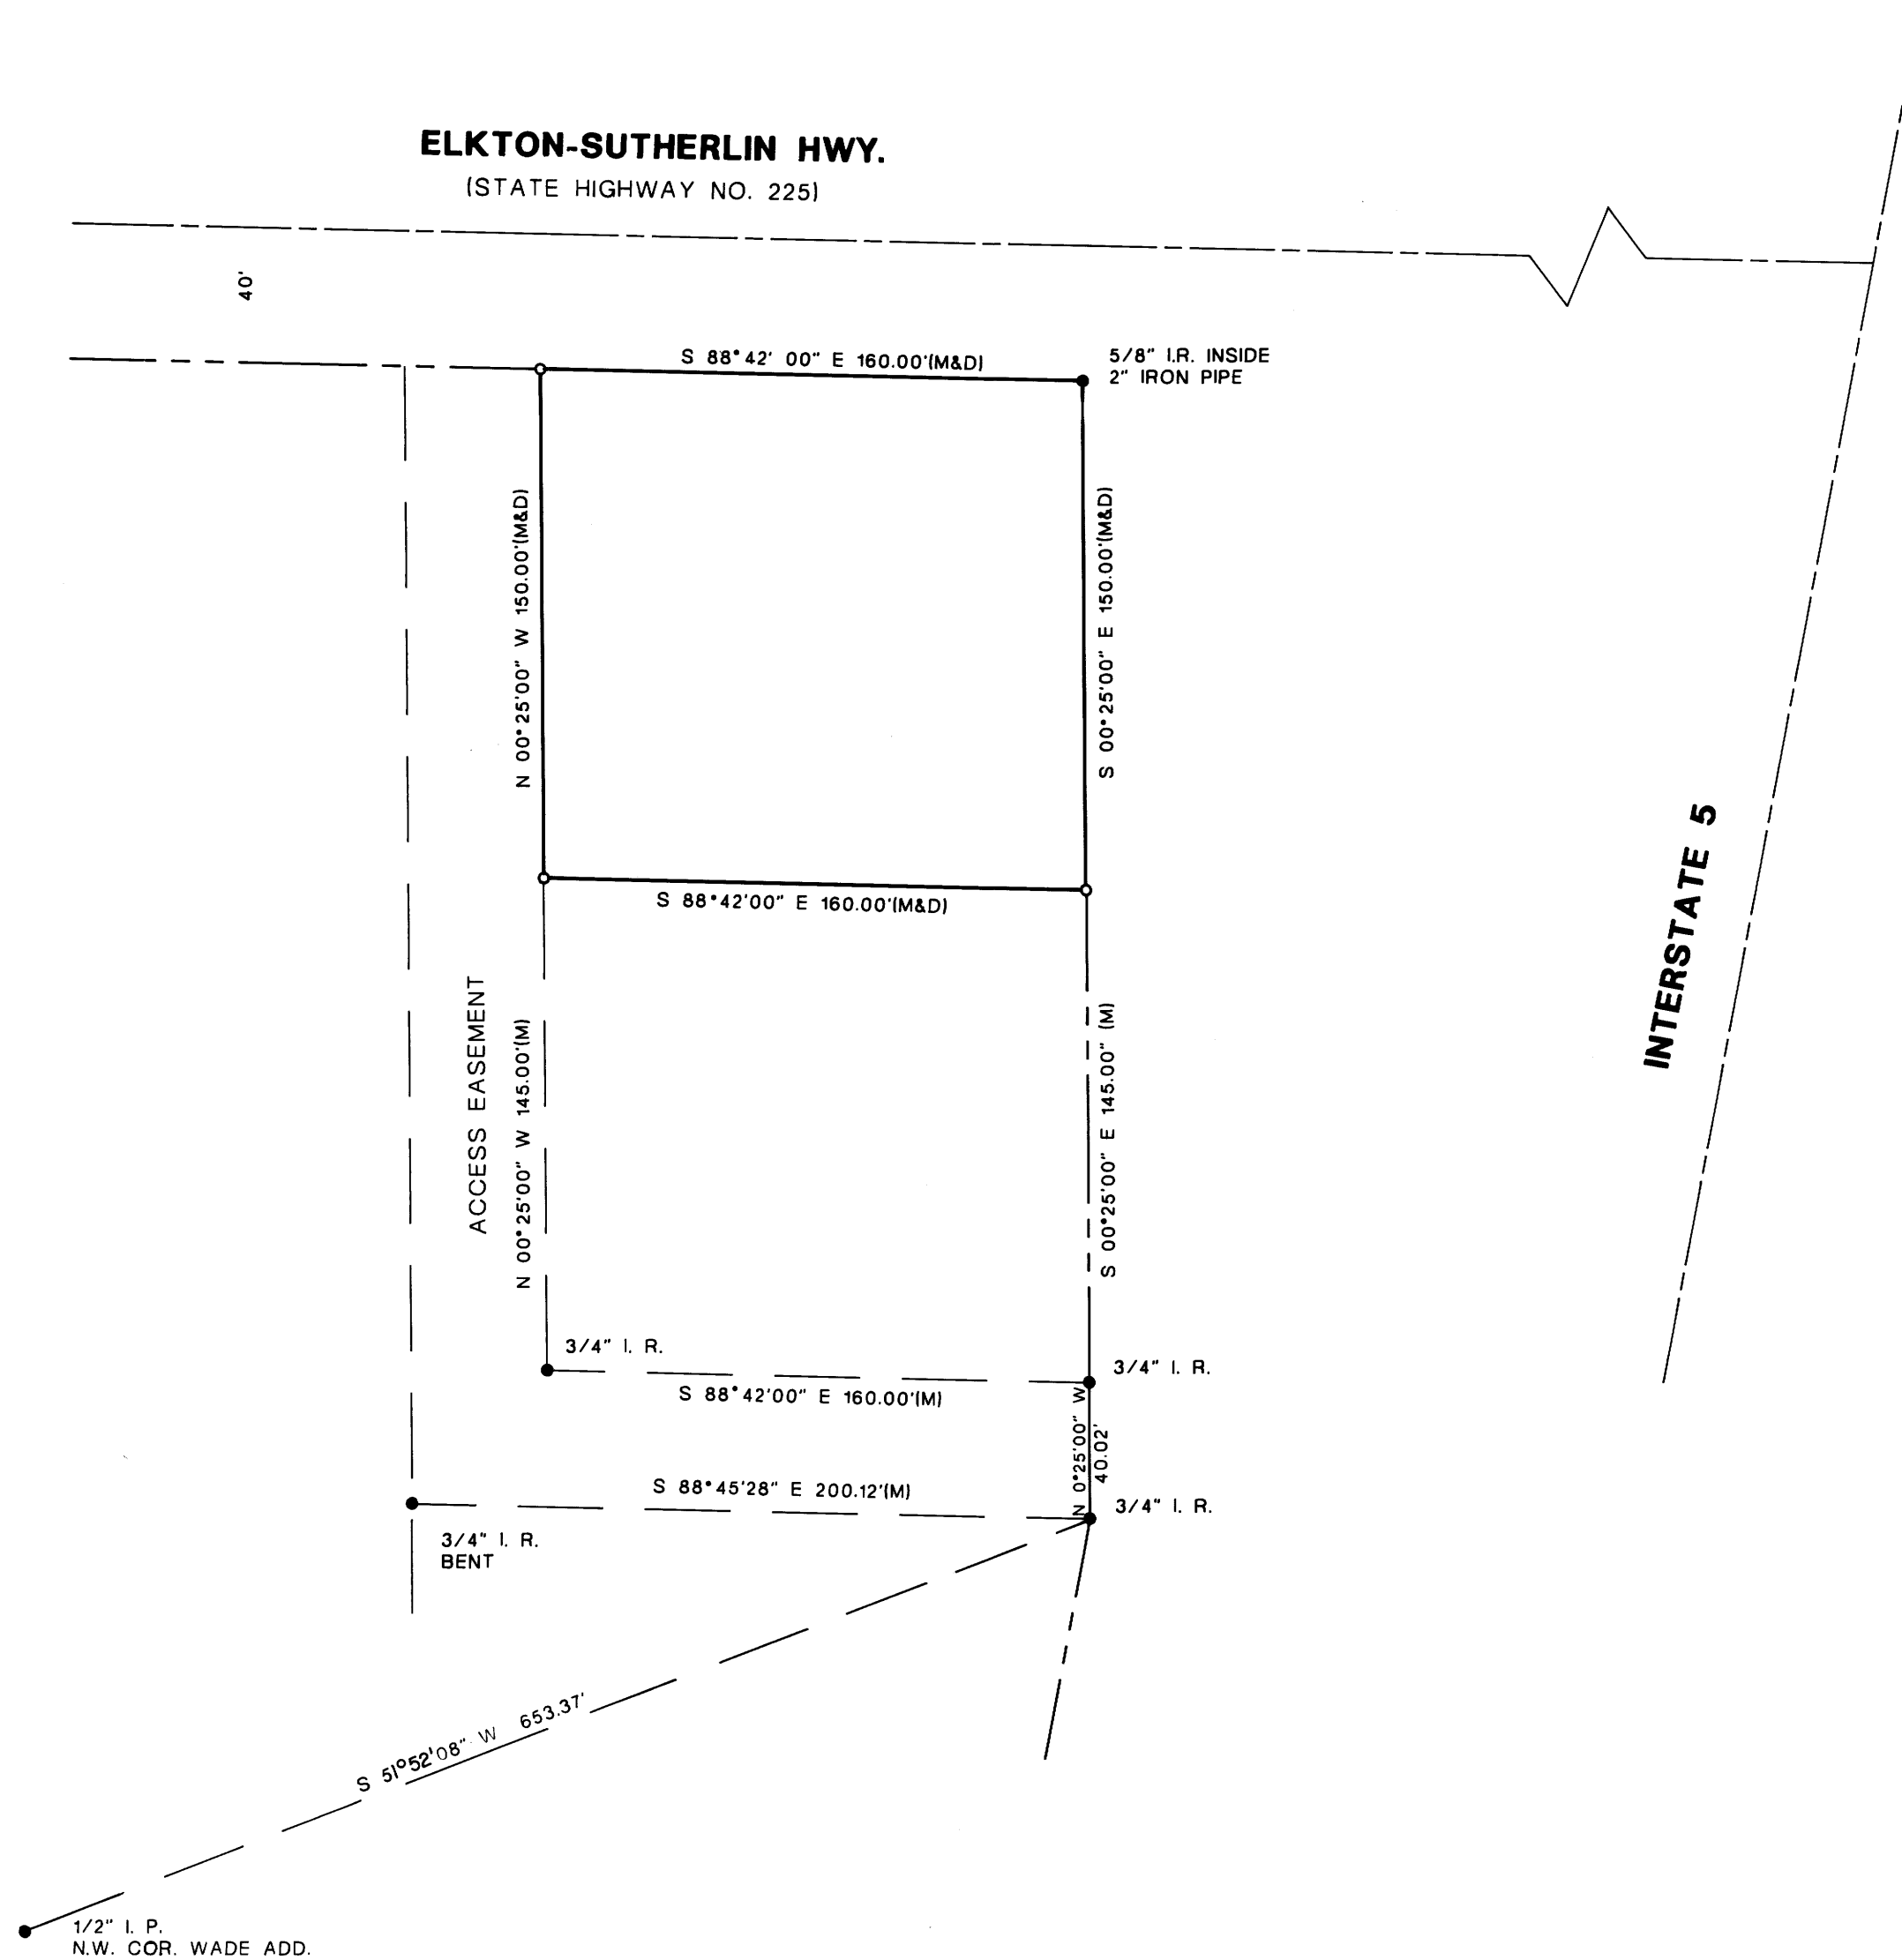 ELKTON-SUTHERLIN HWY.
(STATE HIGHWAY NO. 225)
40'
S 88°42' 00" E 160.00'(M&D)
5/8" I.R. INSIDE
2" IRON PIPE
N 00°25'00" W 150.00'(M&D)
S 00°25'00" E 150.00'(M&D)
S 88°42'00" E 160.00'(M&D)
INTERSTATE 5
ACCESS EASEMENT
N 00°25'00" W 145.00'(M)
S 00°25'00" E 145.00" (M)
3/4" I. R.
3/4" I. R.
S 88°42'00" E 160.00'(M)
N 0°25'00" W
40.02'
S 88°45'28" E 200.12'(M)
3/4" I. R.
3/4" I. R.
BENT
S 51°52'08" W 653.37'
1/2" I. P.
N.W. COR. WADE ADD.